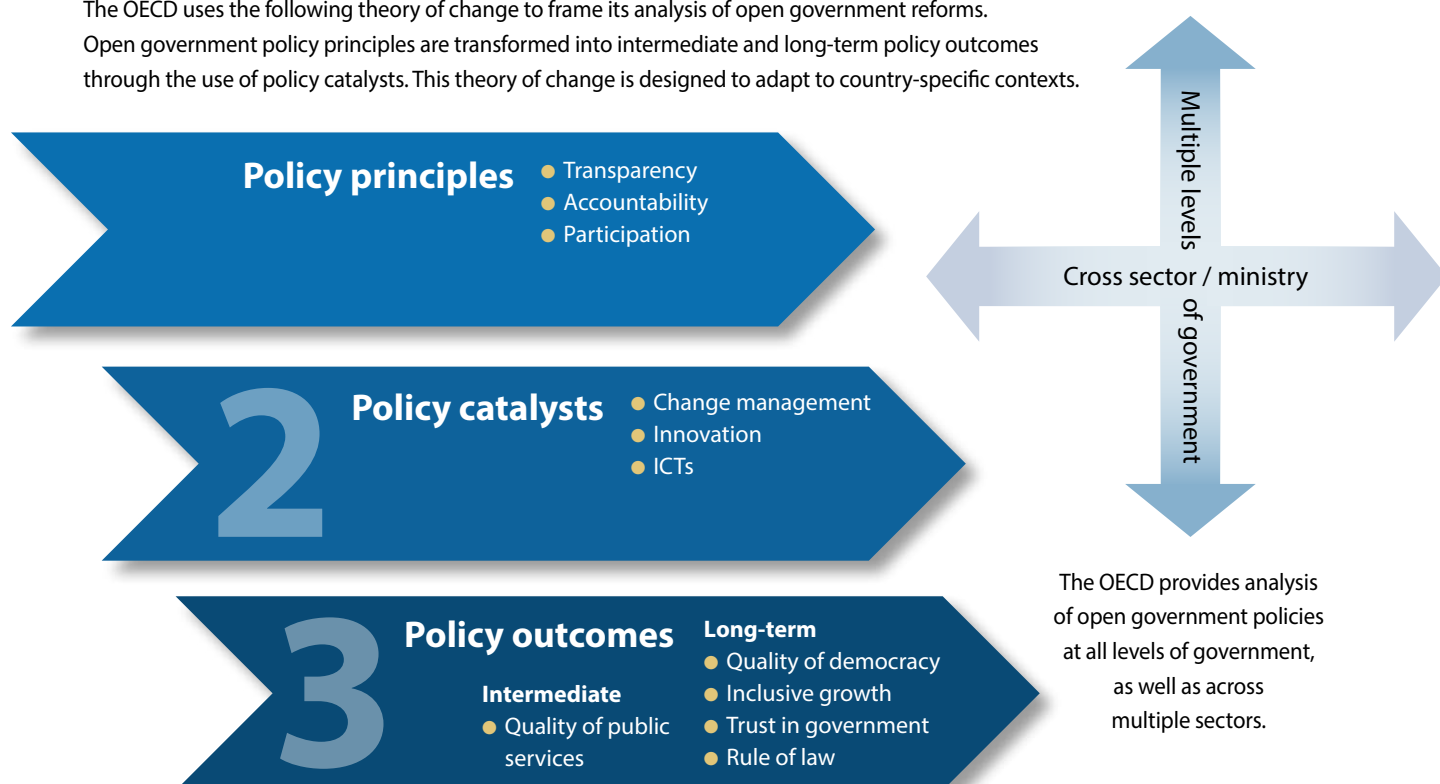 The OECD uses the following theory of change to frame its analysis of open government reforms.
Open government policy principles are transformed into intermediate and long-term policy outcomes
through the use of policy catalysts. This theory of change is designed to adapt to country-specific contexts.
Policy principles
Transparency
Accountability
Participation
2
Policy catalysts
Change management
Innovation
ICTs
3
Policy outcomes
Intermediate
Quality of public
services
Long-term
Quality of democracy
Inclusive growth
Trust in government
Rule of law
Multiple levels of government
Cross sector / ministry
The OECD provides analysis
of open government policies
at all levels of government,
as well as across
multiple sectors.